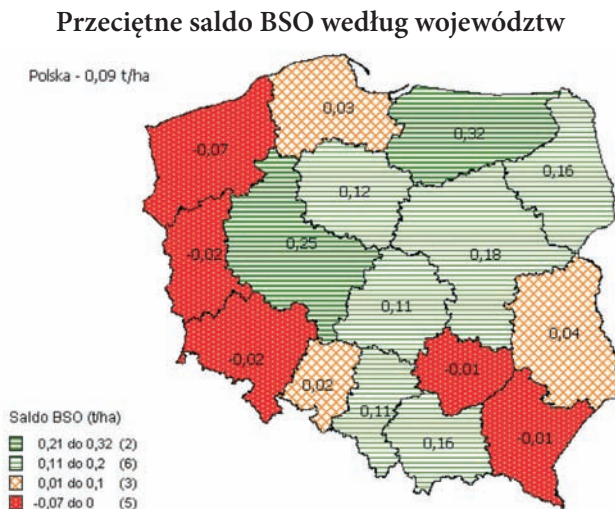 Przeciętne saldo BSO według województw
Polska - 0,09 t/ha
0,03
0,32
-0,07
0,16
0,12
0,25
-0,02
0,18
0,11
0,04
-0,02
-0,01
0,02
0,11
-0,01
0,16
Saldo BSO (t/ha)
0,21 do 0,32 (2)
0,11 do 0,2 (6)
0,01 do 0,1 (3)
-0,07 do 0 (5)